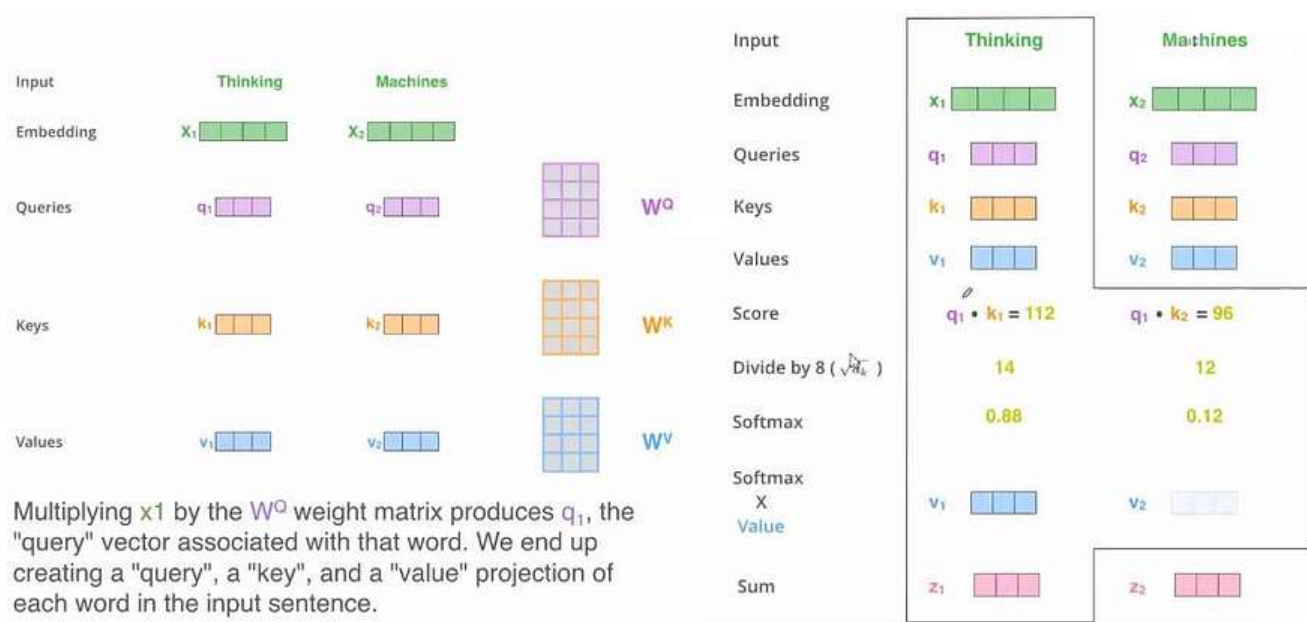 Input Thinking Machines
Embedding X₁ X₂
Queries q₁ q₂ Wᵠ
Keys k₁ k₂ Wᴷ
Values v₁ v₂ Wⱽ
Multiplying x1 by the Wᵠ weight matrix produces q₁, the
"query" vector associated with that word. We end up
creating a "query", a "key", and a "value" projection of
each word in the input sentence.
Input Thinking Machines
Embedding x₁ x₂
Queries q₁ q₂
Keys k₁ k₂
Values v₁ v₂
Score q₁ • k₁ = 112 q₁ • k₂ = 96
Divide by 8 ( √dₖ ) 14 12
Softmax 0.88 0.12
Softmax
X
Value v₁ v₂
Sum z₁ z₂